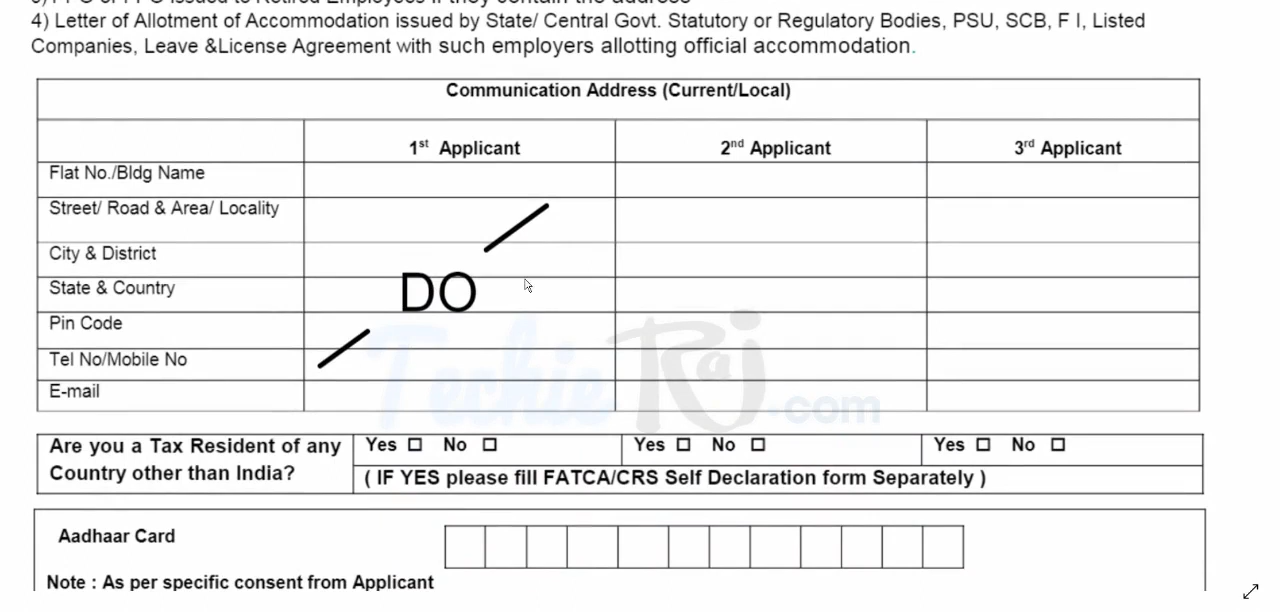 4) Letter of Allotment of Accommodation issued by State/ Central Govt. Statutory or Regulatory Bodies, PSU, SCB, F I, Listed
Companies, Leave &License Agreement with such employers allotting official accommodation.
Communication Address (Current/Local)
1st Applicant 2nd Applicant 3rd Applicant
Flat No./Bldg Name
Street/ Road & Area/ Locality
City & District
State & Country
DO
Pin Code
Tel No/Mobile No
E-mail
Techie Raj .com
Are you a Tax Resident of any
Country other than India?
Yes No Yes No Yes No
( IF YES please fill FATCA/CRS Self Declaration form Separately )
Aadhaar Card
Note : As per specific consent from Applicant